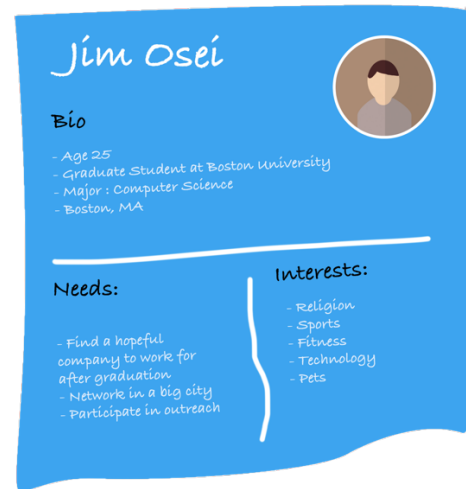 Jim Osei
Bio
- Age 25
- Graduate Student at Boston University
- Major : Computer Science
- Boston, MA
Needs:
- Find a hopeful
company to work for
after graduation
- Network in a big city
- Participate in outreach
Interests:
- Religion
- Sports
- Fitness
- Technology
- Pets